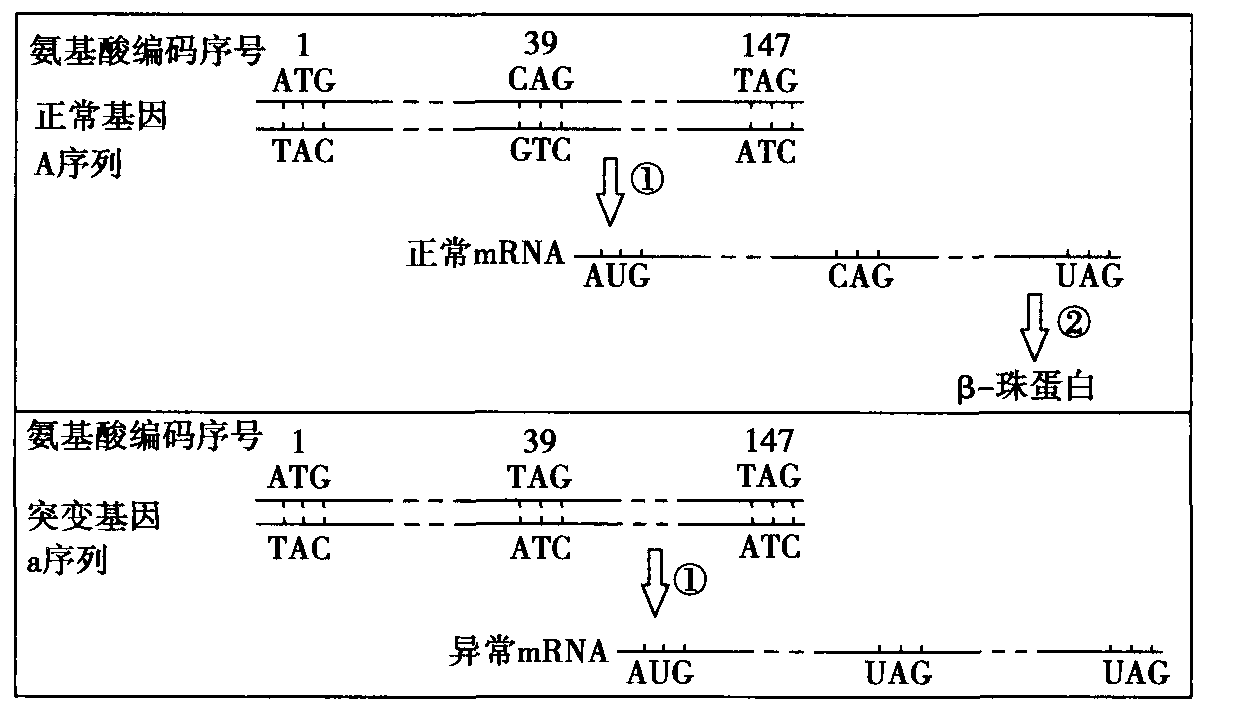 氨基酸编码序号 1 39 147
ATG CAG TAG
正常基因
A序列
TAC GTC ATC
①
正常mRNA
AUG CAG UAG
②
β-珠蛋白
氨基酸编码序号 1 39 147
ATG TAG TAG
突变基因
a序列
TAC ATC ATC
①
异常mRNA
AUG UAG UAG